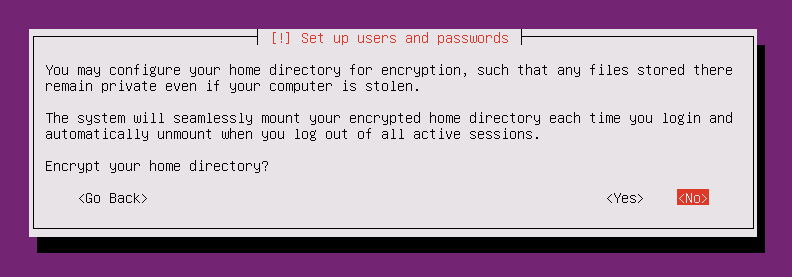 [!] Set up users and passwords
You may configure your home directory for encryption, such that any files stored there
remain private even if your computer is stolen.
The system will seamlessly mount your encrypted home directory each time you login and
automatically unmount when you log out of all active sessions.
Encrypt your home directory?
<Go Back> <Yes> <No>